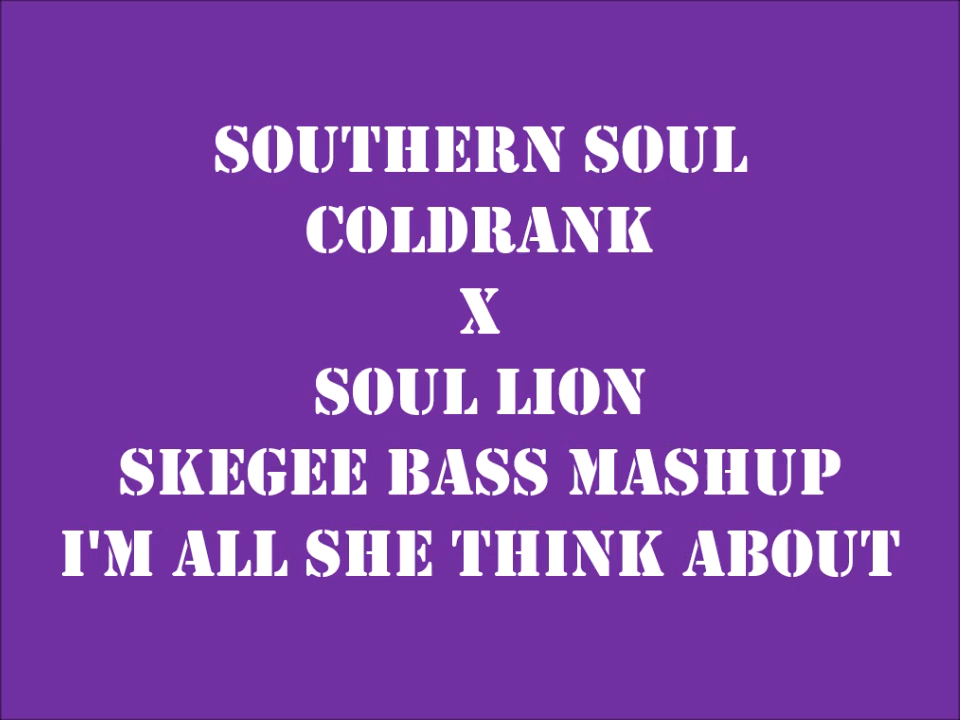 SOUTHERN SOUL
COLDRANK
X
SOUL LION
SKEGEE BASS MASHUP
I'M ALL SHE THINK ABOUT